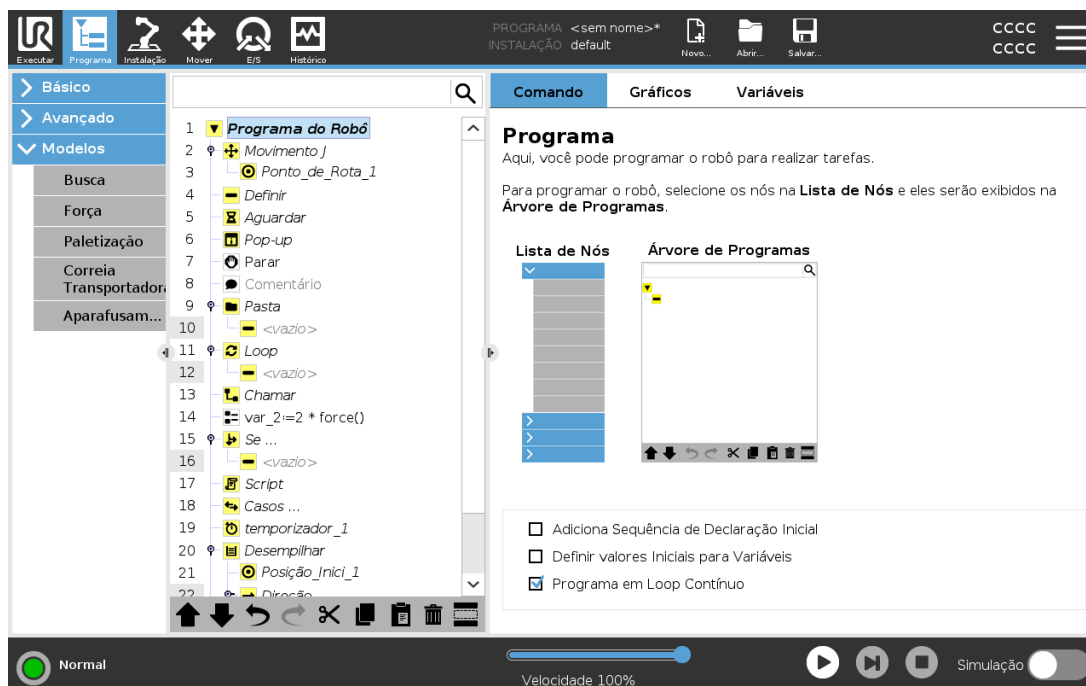 PROGRAMA <sem nome>*
INSTALAÇÃO default
CCCC
CCCC
Executar
Programa
Instalação
Mover
E/S
Histórico
Novo...
Abrir...
Salvar...
Básico
Avançado
Modelos
Busca
Força
Paletização
Correia
Transportadora
Aparafusam...
1 Programa do Robô
2 Movimento J
3 Ponto_de_Rota_1
4 Definir
5 Aguardar
6 Pop-up
7 Parar
8 Comentário
9 Pasta
10 <vazio>
11 Loop
12 <vazio>
13 Chamar
14 var_2:=2 * force()
15 Se ...
16 <vazio>
17 Script
18 Casos ...
19 temporizador_1
20 Desempilhar
21 Posição_Inici_1
22 Direção
Comando
Gráficos
Variáveis
Programa
Aqui, você pode programar o robô para realizar tarefas.
Para programar o robô, selecione os nós na Lista de Nós e eles serão exibidos na
Árvore de Programas.
Lista de Nós
Árvore de Programas
Adiciona Sequência de Declaração Inicial
Definir valores Iniciais para Variáveis
Programa em Loop Contínuo
Normal
Velocidade 100%
Simulação